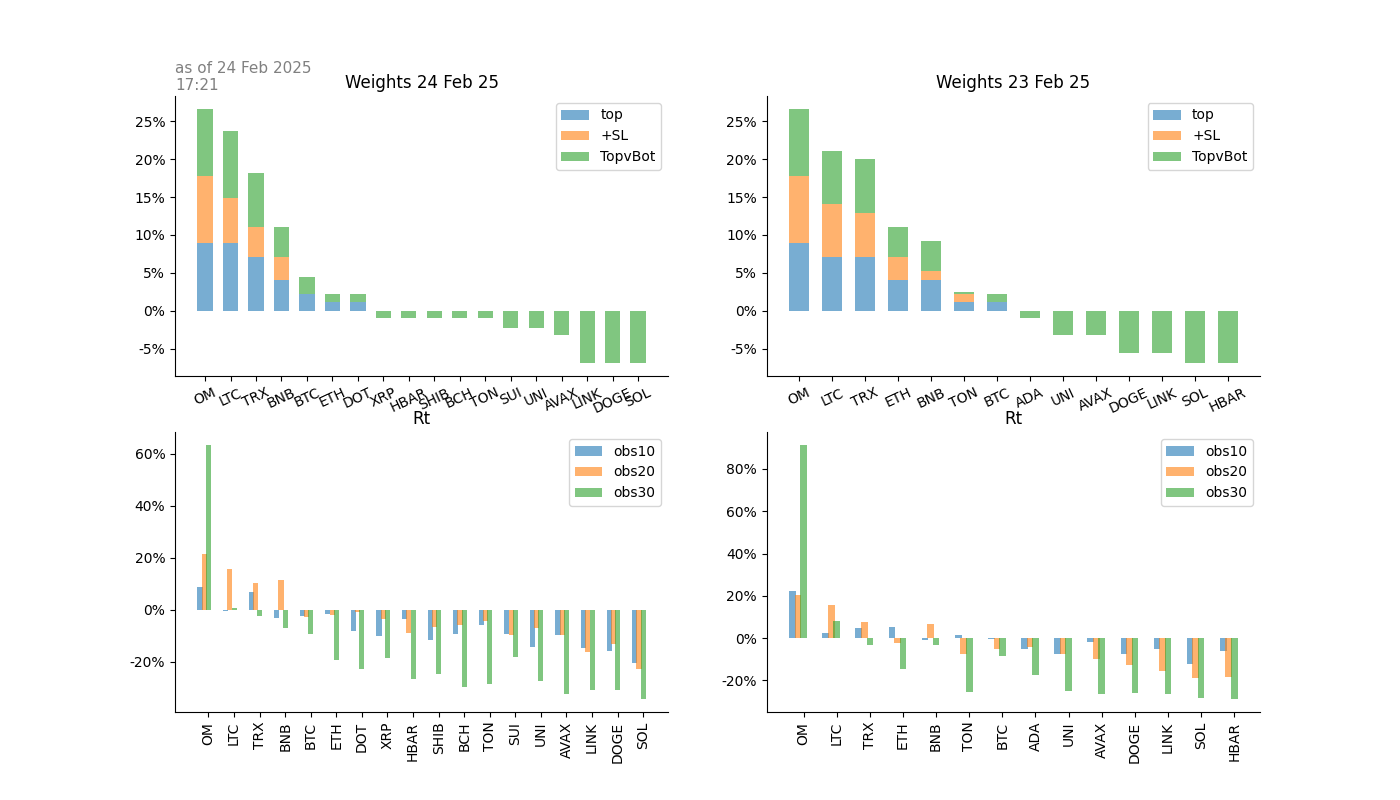 as of 24 Feb 2025
17:21
Weights 24 Feb 25
25%
20%
15%
10%
5%
0%
-5%
top
+SL
TopvBot
OM LTC TRX BNB BTC ETH DOT XRP HBAR SHIB BCH TON SUI UNI AVAX LINK DOGE SOL
Weights 23 Feb 25
25%
20%
15%
10%
5%
0%
-5%
top
+SL
TopvBot
OM LTC TRX ETH BNB TON BTC ADA UNI AVAX DOGE LINK SOL HBAR
Rt
60%
40%
20%
0%
-20%
obs10
obs20
obs30
OM LTC TRX BNB BTC ETH DOT XRP HBAR SHIB BCH TON SUI UNI AVAX LINK DOGE SOL
Rt
80%
60%
40%
20%
0%
-20%
obs10
obs20
obs30
OM LTC TRX ETH BNB TON BTC ADA UNI AVAX DOGE LINK SOL HBAR